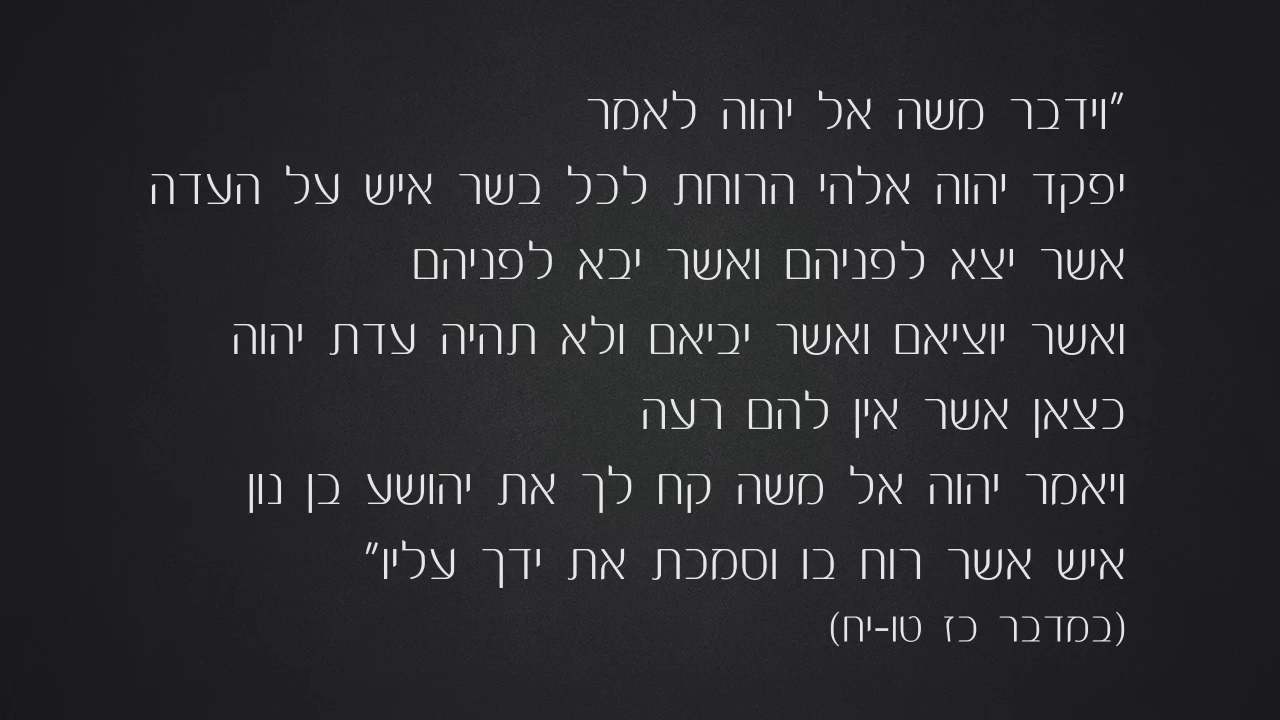 "וידבר משה אל יהוה לאמר
יפקד יהוה אלהי הרוחת לכל בשר איש על העדה
אשר יצא לפניהם ואשר יבא לפניהם
ואשר יוציאם ואשר יביאם ולא תהיה עדת יהוה
כצאן אשר אין להם רעה
ויאמר יהוה אל משה קח לך את יהושע בן נון
איש אשר רוח בו וסמכת את ידך עליו"
(במדבר כז טו-יח)